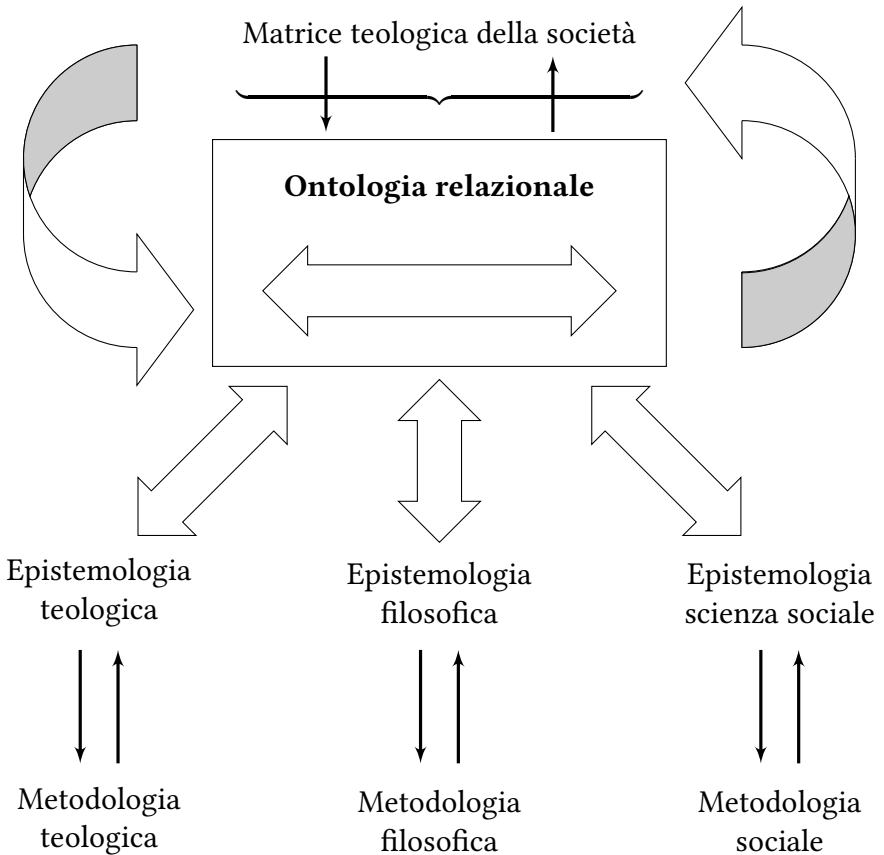 Matrice teologica della società
Ontologia relazionale
Epistemologia
teologica
Epistemologia
filosofica
Epistemologia
scienza sociale
Metodologia
teologica
Metodologia
filosofica
Metodologia
sociale